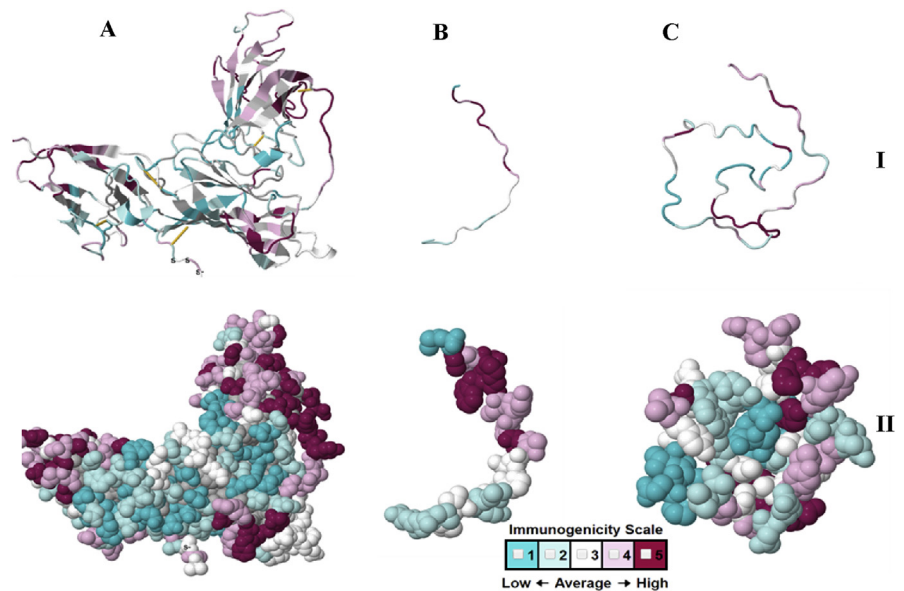 A B C
I
II
Immunogenicity Scale
1 2 3 4 5
Low ← Average → High